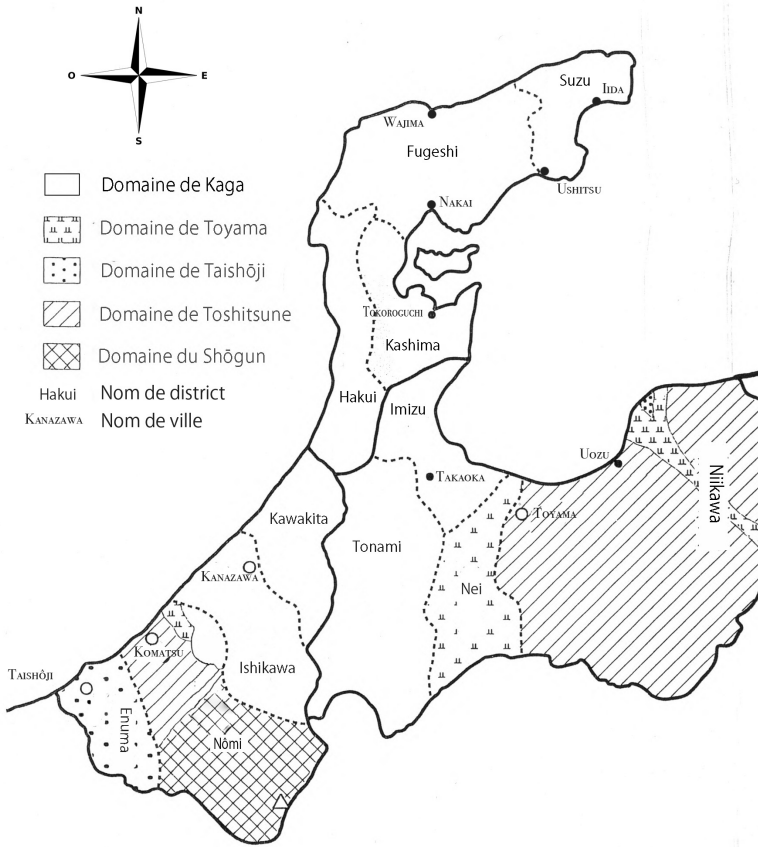 N
O
E
S
Domaine de Kaga
Domaine de Toyama
Domaine de Taishōji
Domaine de Toshitsune
Domaine du Shōgun
Hakui Nom de district
KANAZAWA Nom de ville
Suzu
IIDA
WAJIMA
Fugeshi
USHITSU
NAKAI
TOKOROGUCHI
Kashima
Hakui
Imizu
UOZU
Niikawa
TAKAOKA
TOYAMA
Kawakita
Tonami
KANAZAWA
Nei
KOMATSU
Ishikawa
TAISHÔJI
Enuma
Nômi